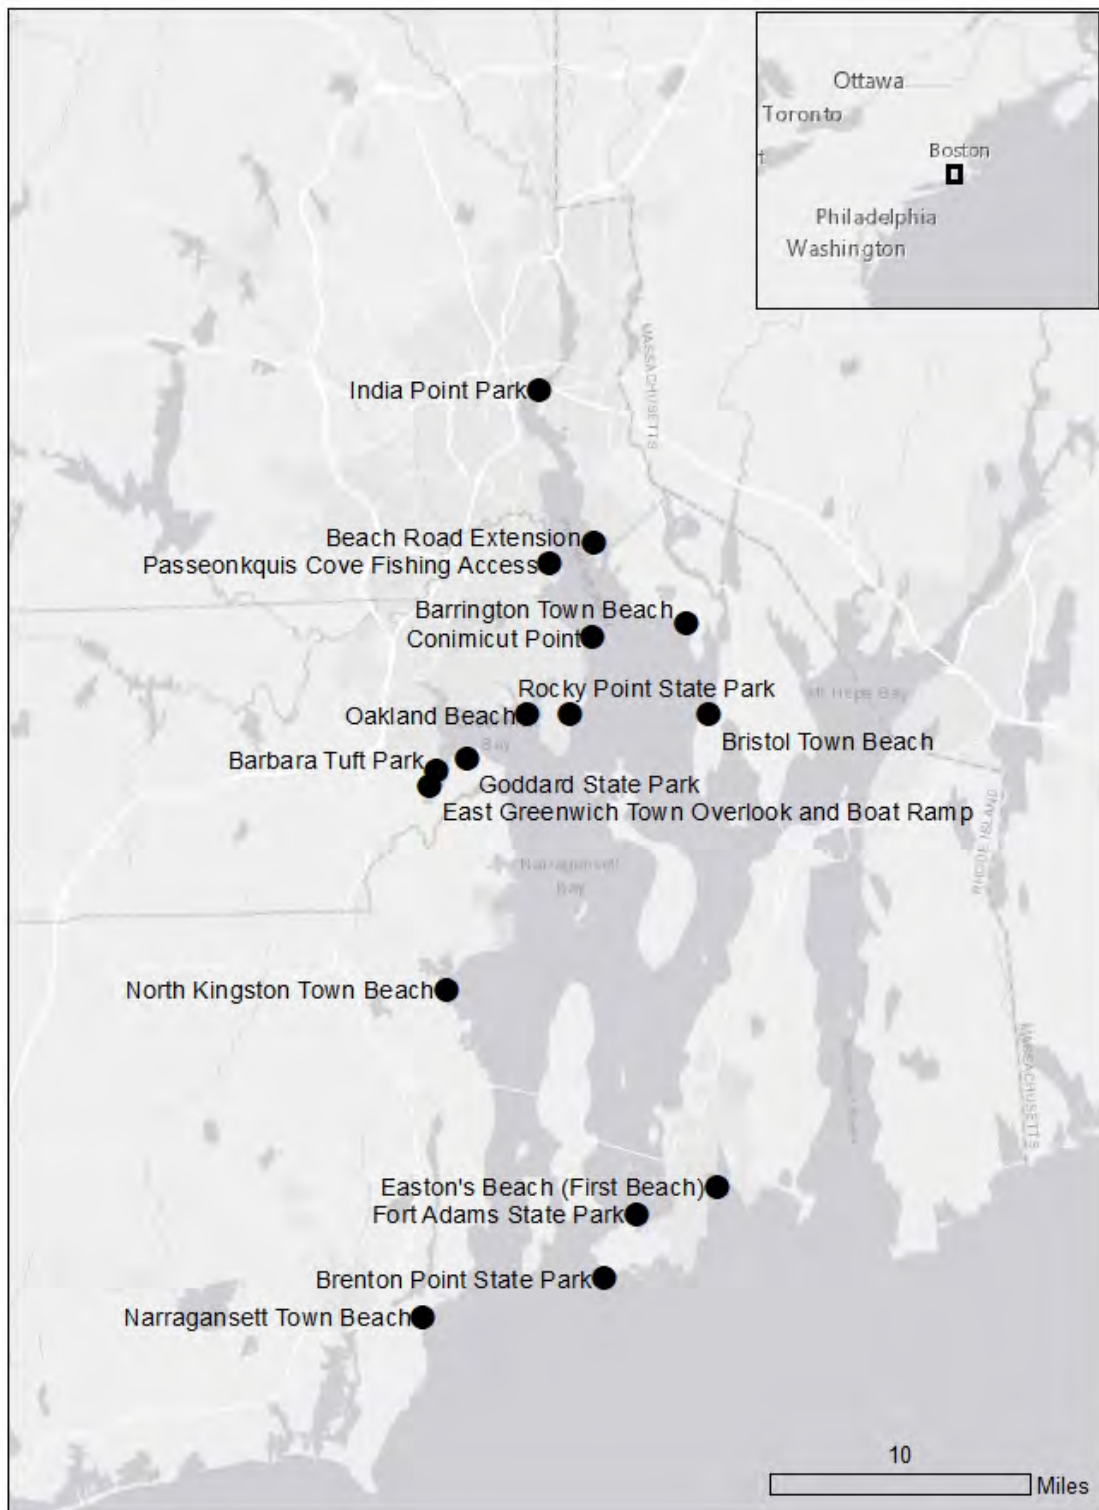 Ottawa
Toronto
t
Boston
Philadelphia
Washington
MASSACHUSETTS
India Point Park
Beach Road Extension
Passeonkquis Cove Fishing Access
Barrington Town Beach
Conimicut Point
Rocky Point State Park
Mt Hope Bay
Oakland Beach
Bristol Town Beach
Bay
Barbara Tuft Park
Goddard State Park
East Greenwich Town Overlook and Boat Ramp
RHODE ISLAND
Narragansett
Bay
North Kingston Town Beach
MASSACHUSETTS
Easton's Beach (First Beach)
Fort Adams State Park
Brenton Point State Park
Narragansett Town Beach
10
Miles